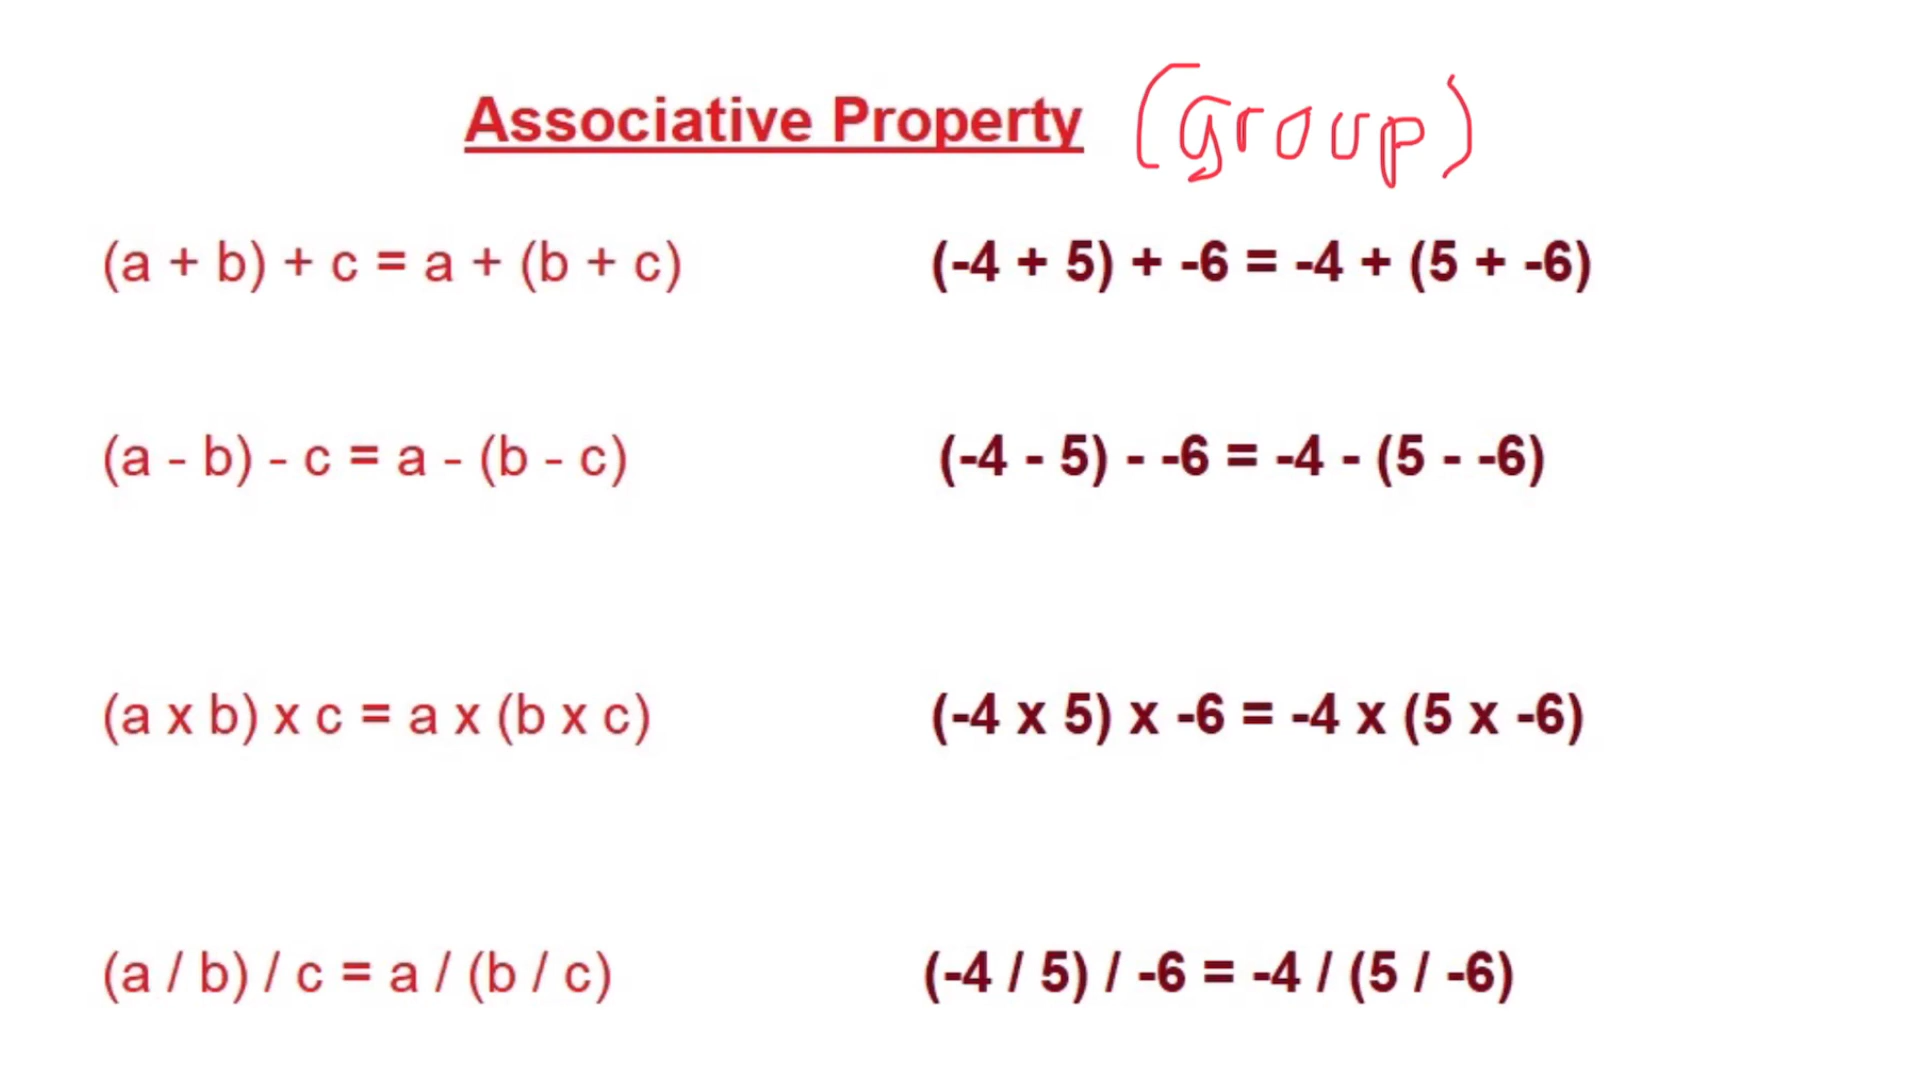 Associative Property (group)
(a + b) + c = a + (b + c) (-4 + 5) + -6 = -4 + (5 + -6)
(a - b) - c = a - (b - c) (-4 - 5) - -6 = -4 - (5 - -6)
(a x b) x c = a x (b x c) (-4 x 5) x -6 = -4 x (5 x -6)
(a / b) / c = a / (b / c) (-4 / 5) / -6 = -4 / (5 / -6)